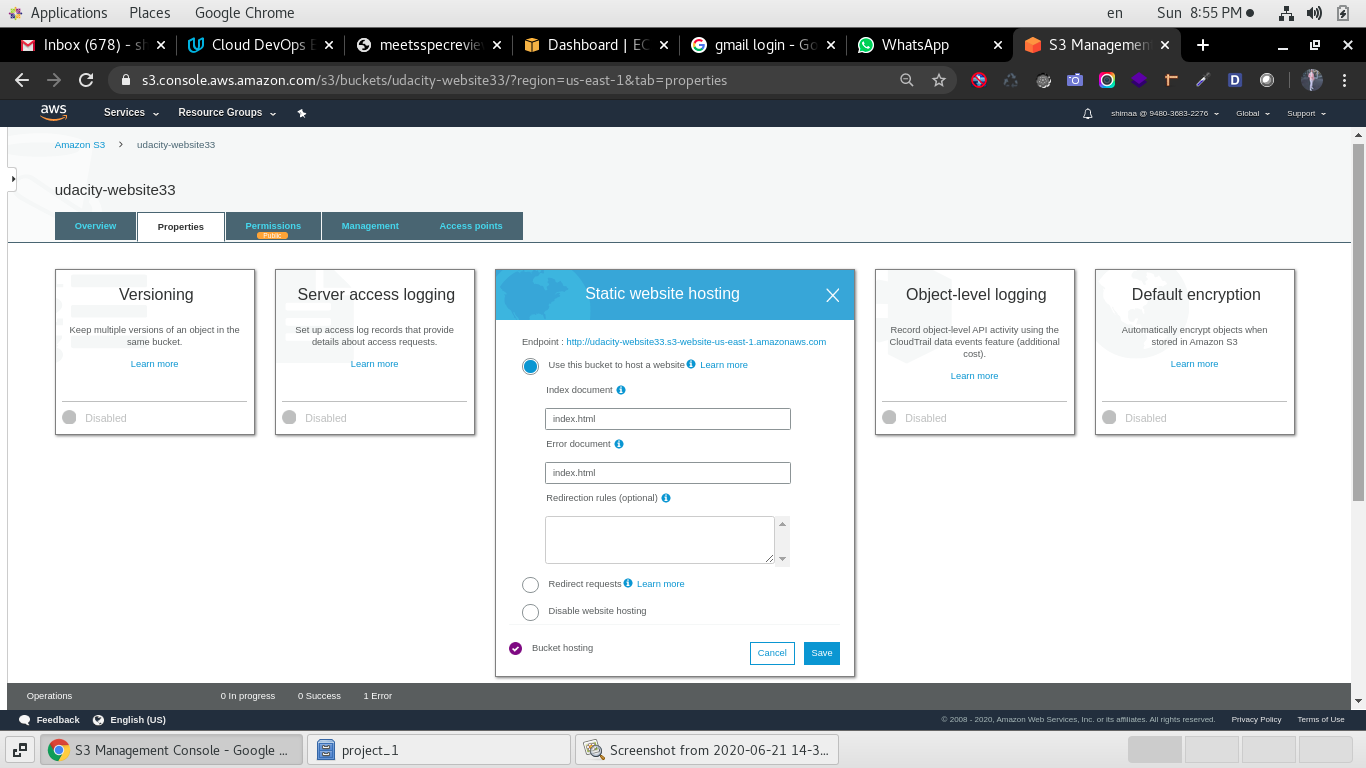 Applications Places Google Chrome en Sun 8:55 PM
Inbox (678) - s Cloud DevOps E meetsspecrevie Dashboard | EC gmail login - Go WhatsApp S3 Managemen
s3.console.aws.amazon.com/s3/buckets/udacity-website33/?region=us-east-1&tab=properties
aws Services Resource Groups shimaa @ 9480-3683-2276 Global Support
Amazon S3 udacity-website33
udacity-website33
Overview Properties Permissions Management Access points
Public
Versioning
Keep multiple versions of an object in the
same bucket.
Learn more
Disabled
Server access logging
Set up access log records that provide
details about access requests.
Learn more
Disabled
Static website hosting
Endpoint : http://udacity-website33.s3-website-us-east-1.amazonaws.com
Use this bucket to host a website Learn more
Index document
index.html
Error document
index.html
Redirection rules (optional)
Redirect requests Learn more
Disable website hosting
Bucket hosting Cancel Save
Object-level logging
Record object-level API activity using the
CloudTrail data events feature (additional
cost).
Learn more
Disabled
Default encryption
Automatically encrypt objects when
stored in Amazon S3
Learn more
Disabled
Operations 0 In progress 0 Success 1 Error
Feedback English (US) © 2008 - 2020, Amazon Web Services, Inc. or its affiliates. All rights reserved. Privacy Policy Terms of Use
S3 Management Console - Google ... project_1 Screenshot from 2020-06-21 14-3...